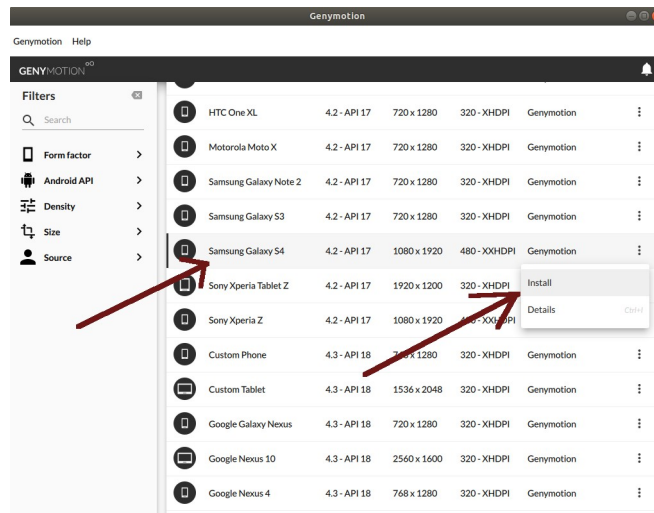 Genymotion
Genymotion Help
GENYMOTION
Filters
Search
Form factor
Android API
Density
Size
Source
HTC One XL 4.2 - API 17 720 x 1280 320 - XHDPI Genymotion
Motorola Moto X 4.2 - API 17 720 x 1280 320 - XHDPI Genymotion
Samsung Galaxy Note 2 4.2 - API 17 720 x 1280 320 - XHDPI Genymotion
Samsung Galaxy S3 4.2 - API 17 720 x 1280 320 - XHDPI Genymotion
Samsung Galaxy S4 4.2 - API 17 1080 x 1920 480 - XXHDPI Genymotion
Sony Xperia Tablet Z 4.2 - API 17 1920 x 1200 320 - XHDPI
Install
Details Ctrl+I
Sony Xperia Z 4.2 - API 17 1080 x 1920 480 - XXHDPI
Custom Phone 4.3 - API 18 768 x 1280 320 - XHDPI Genymotion
Custom Tablet 4.3 - API 18 1536 x 2048 320 - XHDPI Genymotion
Google Galaxy Nexus 4.3 - API 18 720 x 1280 320 - XHDPI Genymotion
Google Nexus 10 4.3 - API 18 2560 x 1600 320 - XHDPI Genymotion
Google Nexus 4 4.3 - API 18 768 x 1280 320 - XHDPI Genymotion